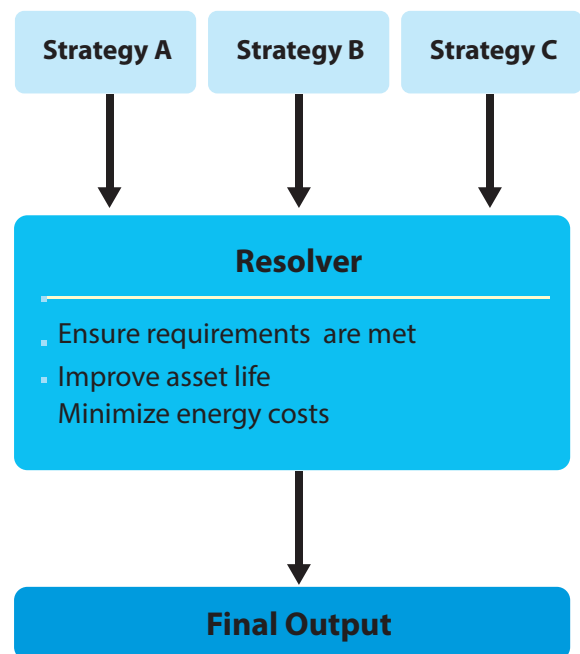 Strategy A
Strategy B
Strategy C
Resolver
Ensure requirements are met
Improve asset life
Minimize energy costs
Final Output